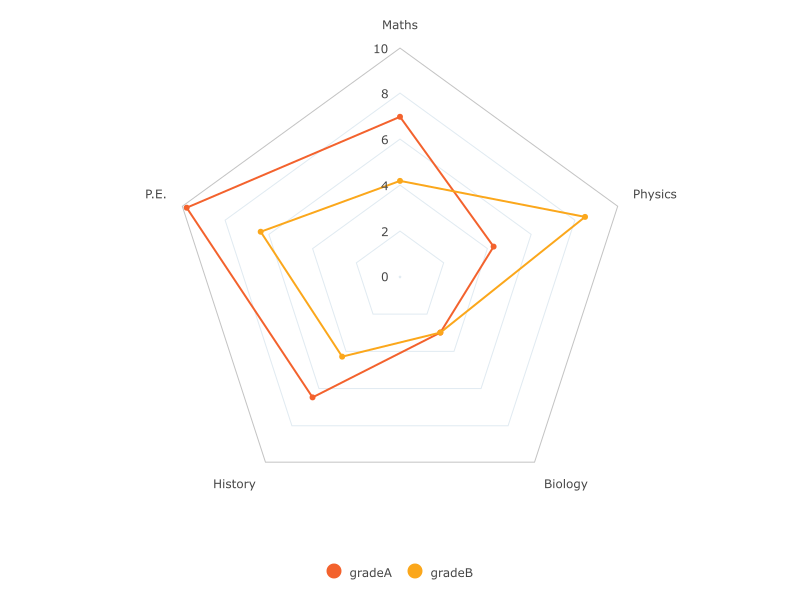 Maths
10
8
6
4
2
0
P.E.
Physics
History
Biology
gradeA
gradeB